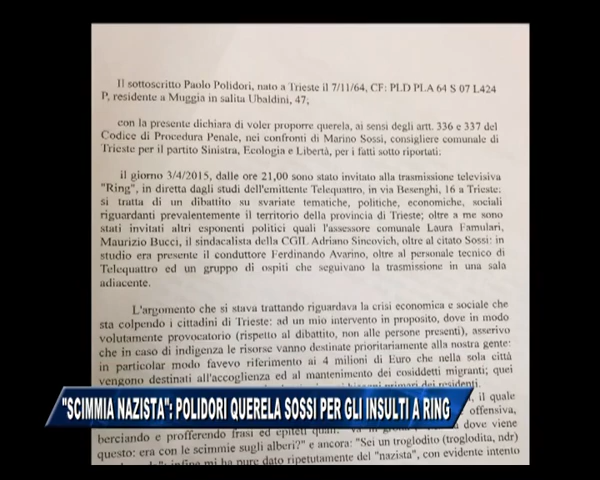 Il sottoscritto Paolo Polidori, nato a Trieste il 7/11/64, CF: PLD PLA 64 S 07 L424
P, residente a Muggia in salita Ubaldini, 47,
con la presente dichiara di voler proporre querela, ai sensi degli artt. 336 e 337 del
Codice di Procedura Penale, nei confronti di Marino Sossi, consigliere comunale di
Trieste per il partito Sinistra, Ecologia e Libertà, per i fatti sotto riportati:
il giorno 3/4/2015, dalle ore 21,00 sono stato invitato alla trasmissione televisiva
"Ring", in diretta dagli studi dell'emittente Telequattro, in via Besenghi, 16 a Trieste:
si tratta di un dibattito su svariate tematiche, politiche, economiche, sociali
riguardanti prevalentemente il territorio della provincia di Trieste; oltre a me sono
stati invitati altri esponenti politici quali l'assessore comunale Laura Famulari,
Maurizio Bucci, il sindacalista della CGIL Adriano Sincovich, oltre al citato Sossi: in
studio era presente il conduttore Ferdinando Avarino, oltre al personale tecnico di
Telequattro ed un gruppo di ospiti che seguivano la trasmissione in una sala
adiacente.
L'argomento che si stava trattando riguardava la crisi economica e sociale che
sta colpendo i cittadini di Trieste: ad un mio intervento in proposito, dove in modo
volutamente provocatorio (rispetto al dibattito, non alle persone presenti), asserivo
che in caso di indigenza le risorse vanno destinate prioritariamente alla nostra gente:
in particolar modo favevo riferimento ai 4 milioni di Euro che nella sola città
vengono destinati all'accoglienza ed al mantenimento dei cosiddetti migranti; quei
primari dei residenti.
"SCIMMIA NAZISTA": POLIDORI QUERELA SOSSI PER GLI INSULTI A RING
il quale
offensiva,
berciando e profferendo frasi ed epiteti quali: dove viene
questo: era con le scimmie sugli alberi?" e ancora: "Sei un troglodito (troglodita, ndr)
infine mi ha pure dato ripetutamente del "nazista", con evidente intento